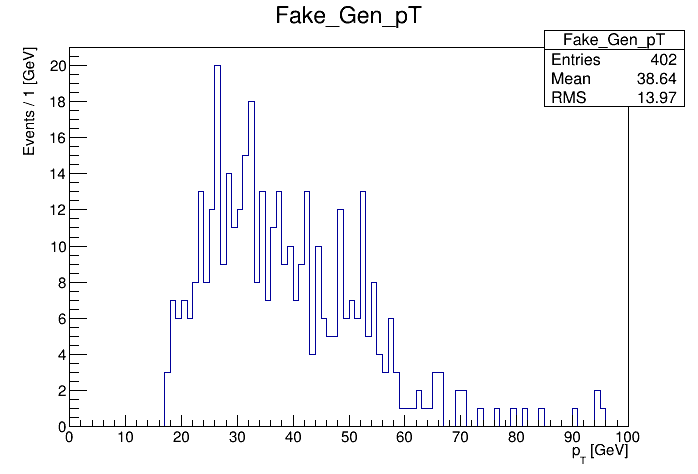 Fake_Gen_pT
Fake_Gen_pT
Entries 402
Mean 38.64
RMS 13.97
Events / 1 [GeV]
20
18
16
14
12
10
8
6
4
2
0
0 10 20 30 40 50 60 70 80 90 100
p_T [GeV]